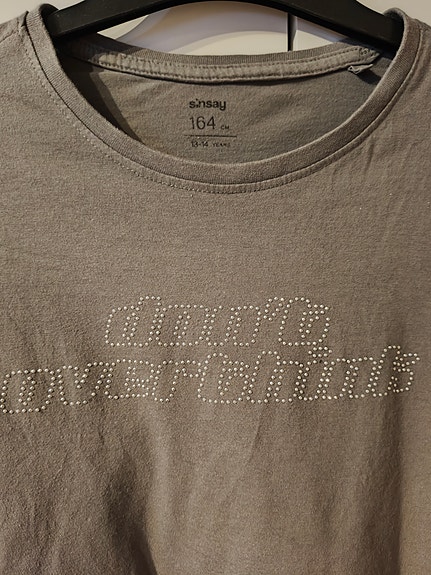 sinsay
164 CM
13-14 YEARS
don't
overthink